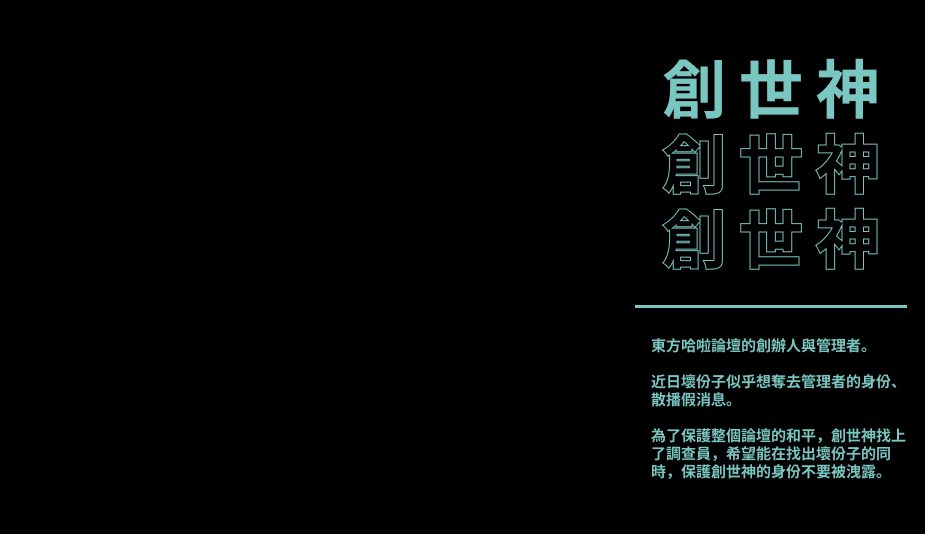 創世神
創世神
創世神
東方哈啦論壇的創辦人與管理者。
近日壞份子似乎想奪去管理者的身份、
散播假消息。
為了保護整個論壇的和平，創世神找上
了調查員，希望能在找出壞份子的同
時，保護創世神的身份不要被洩露。